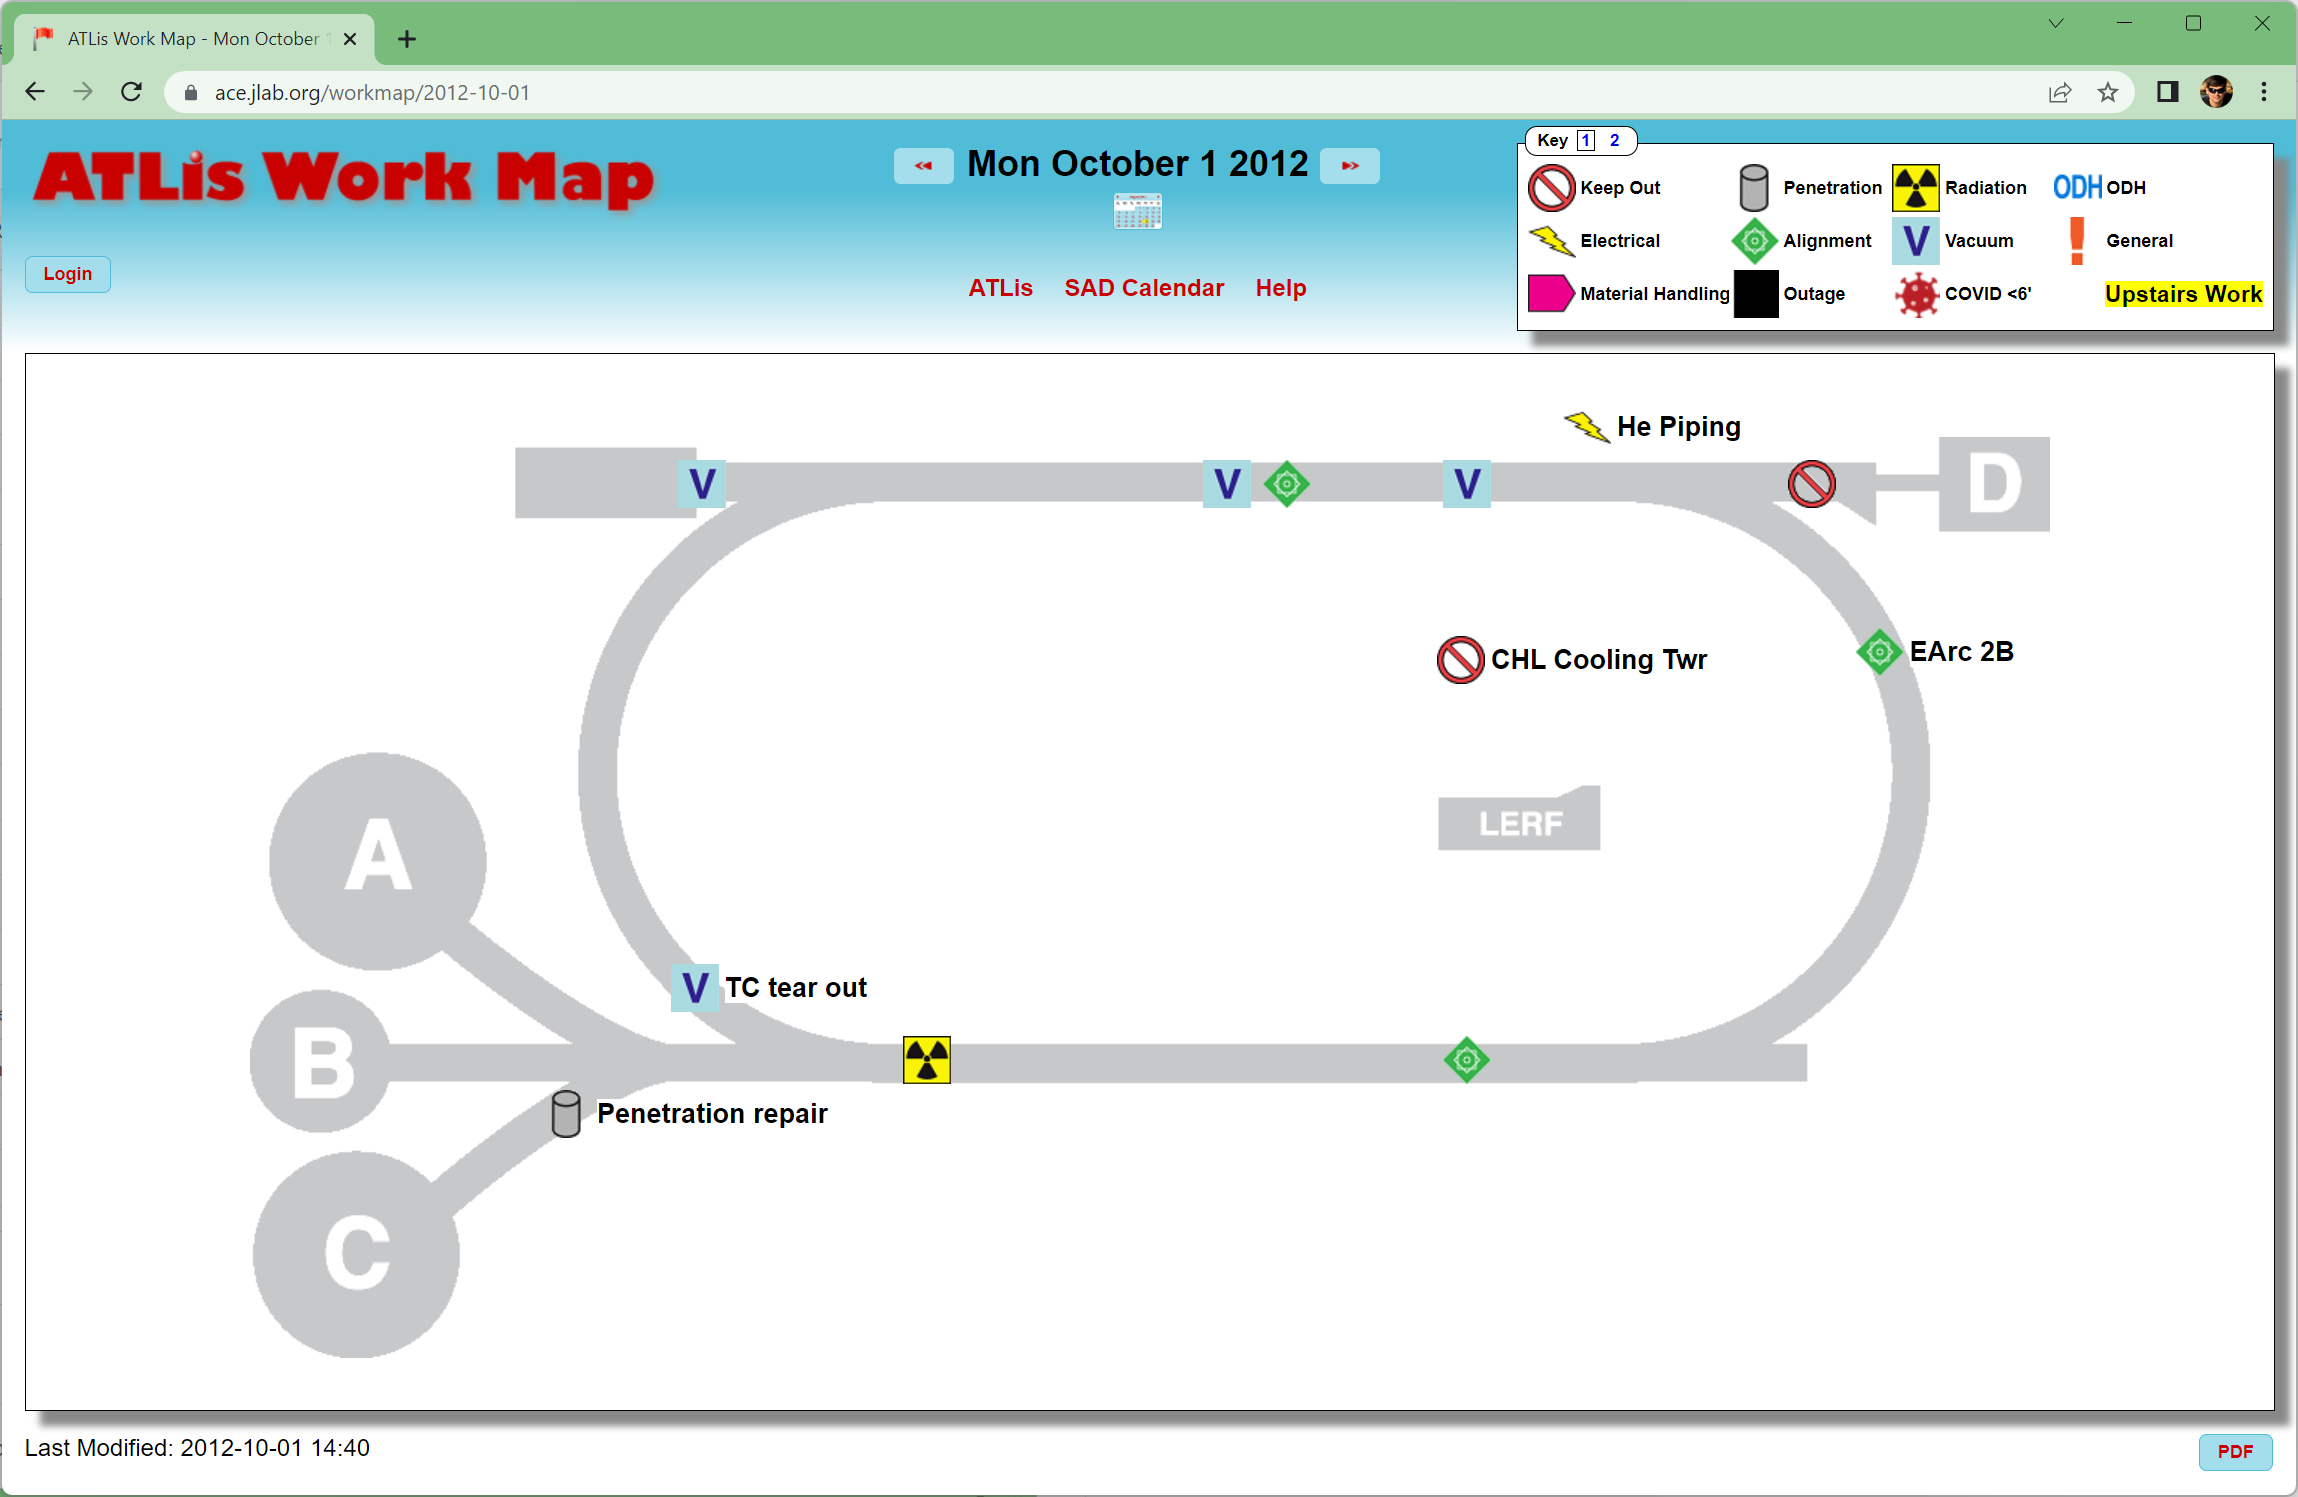 ATLis Work Map - Mon October 1
ace.jlab.org/workmap/2012-10-01
ATLis Work Map
Mon October 1 2012
Login
ATLis SAD Calendar Help
Key 1 2
Keep Out Penetration Radiation ODH ODH
Electrical Alignment V Vacuum ! General
Material Handling Outage COVID <6' Upstairs Work
He Piping
V V V D
CHL Cooling Twr
EArc 2B
LERF
A
V TC tear out
B
Penetration repair
C
Last Modified: 2012-10-01 14:40
PDF